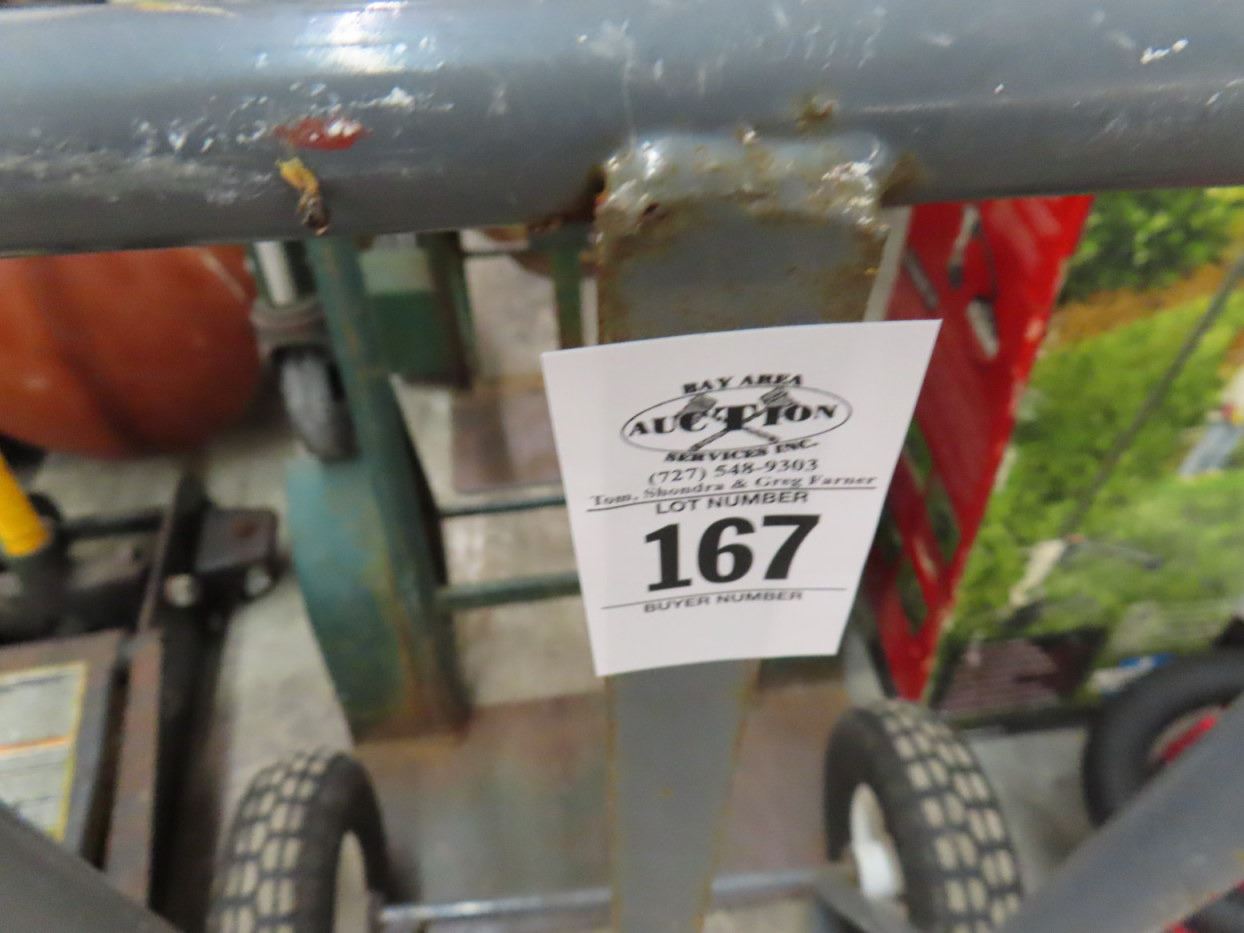 BAY AREA
AUCTION
SERVICES INC.
(727) 548-9303
Tom, Shondra & Greg Farner
LOT NUMBER
167
BUYER NUMBER